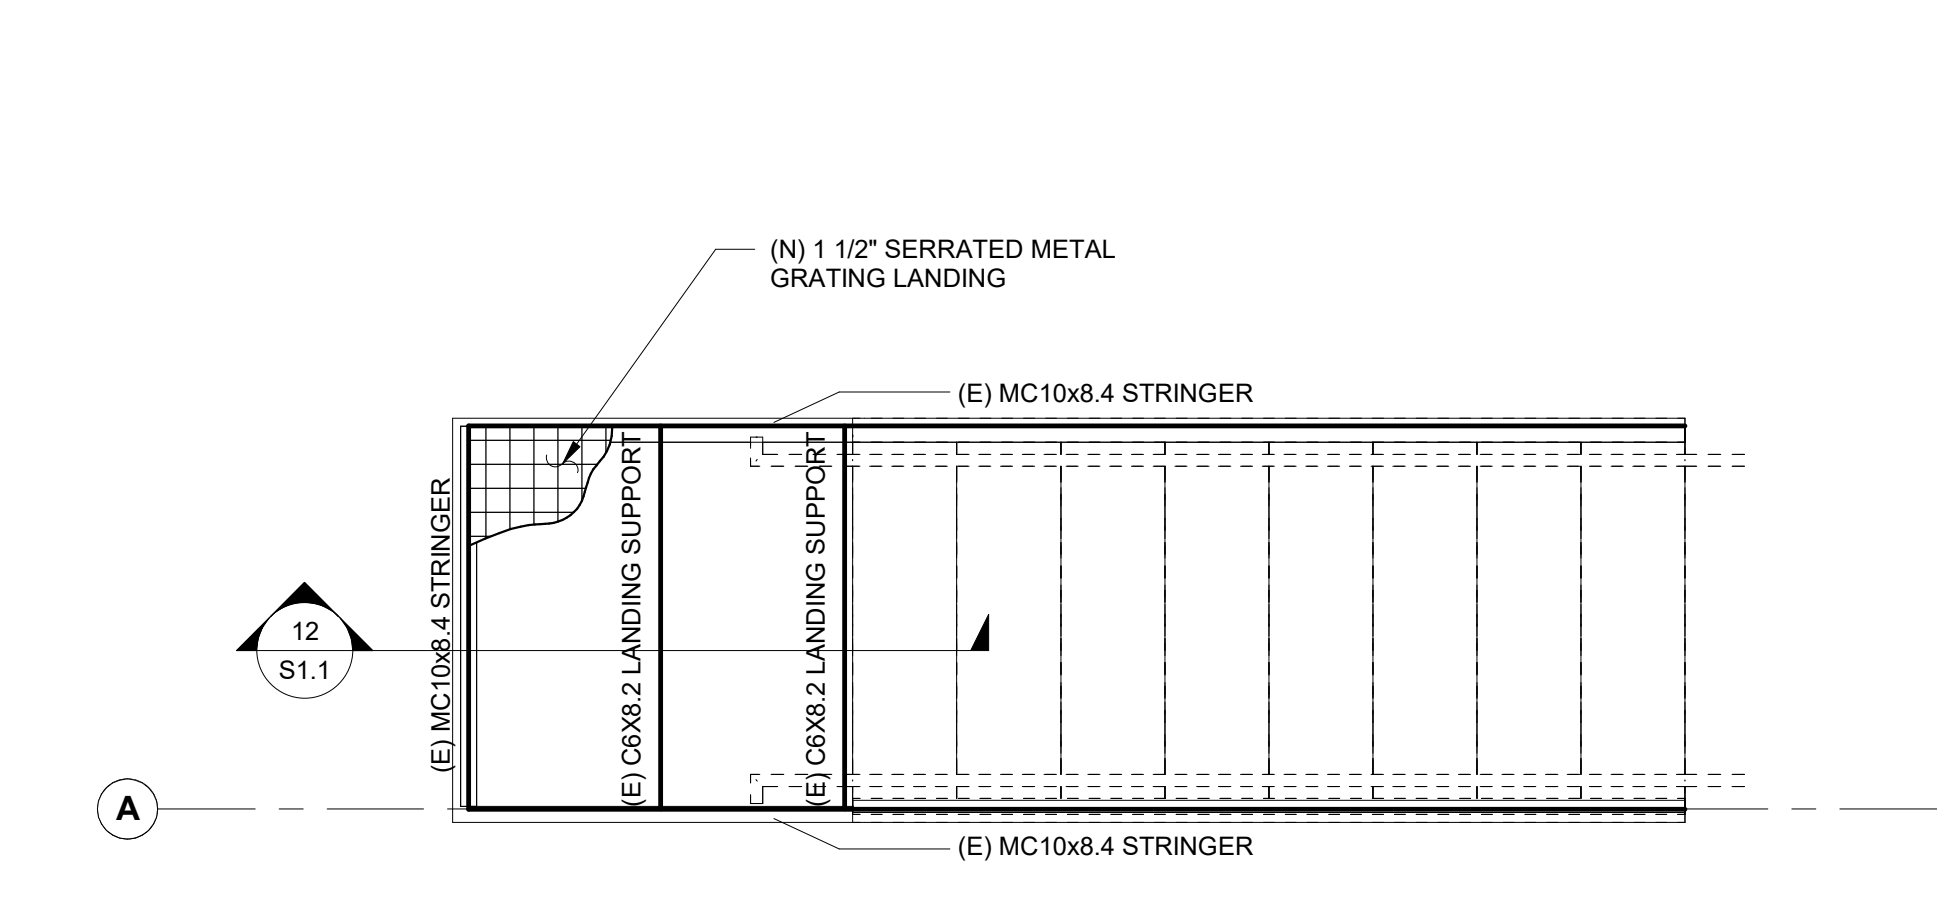 (N) 1 1/2" SERRATED METAL
GRATING LANDING
(E) MC10x8.4 STRINGER
(E) MC10x8.4 STRINGER
(E) C6X8.2 LANDING SUPPORT
(E) C6X8.2 LANDING SUPPORT
12
S1.1
A
(E) MC10x8.4 STRINGER